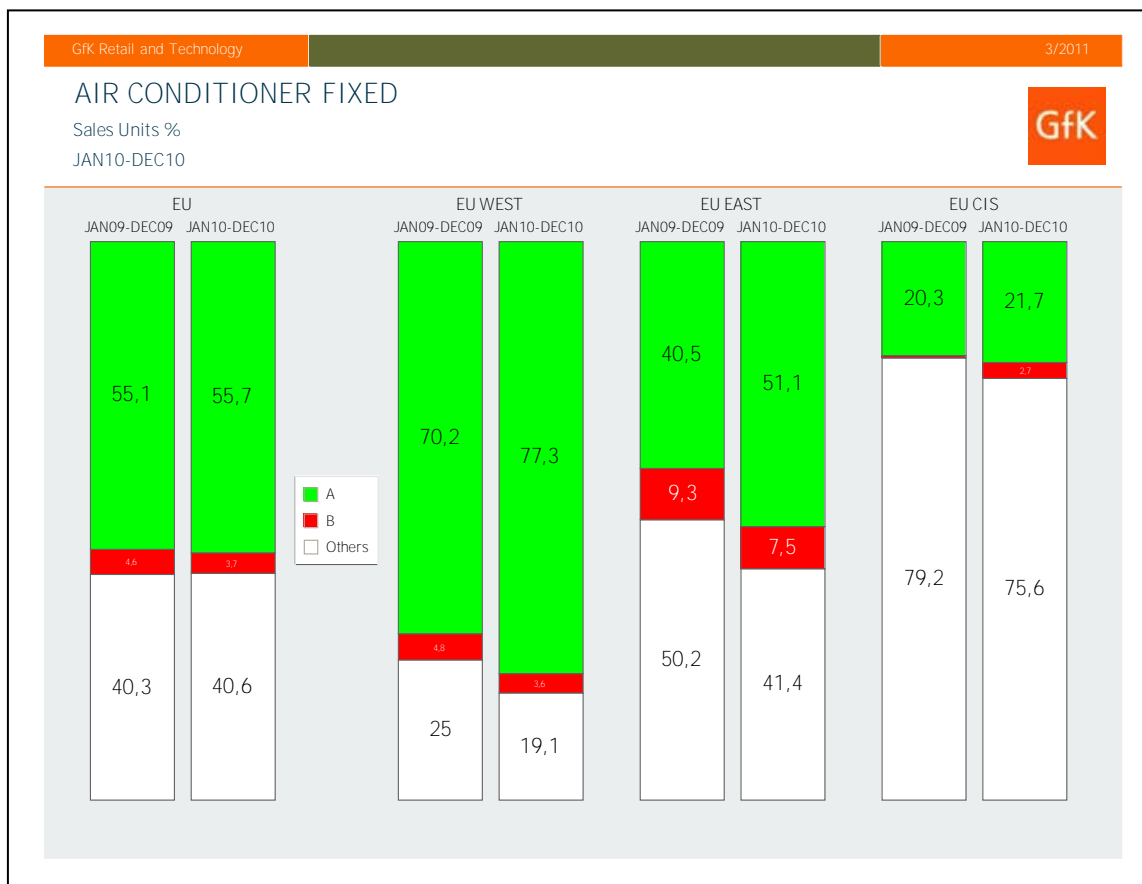 GfK Retail and Technology 3/2011
AIR CONDITIONER FIXED
Sales Units %
JAN10-DEC10
GfK
EU EU WEST EU EAST EU CIS
JAN09-DEC09 JAN10-DEC10 JAN09-DEC09 JAN10-DEC10 JAN09-DEC09 JAN10-DEC10 JAN09-DEC09 JAN10-DEC10
55,1 55,7 70,2 77,3 40,5 51,1 20,3 21,7
4,6 3,7 4,8 3,6 9,3 7,5 2,7
40,3 40,6 25 19,1 50,2 41,4 79,2 75,6
A
B
Others